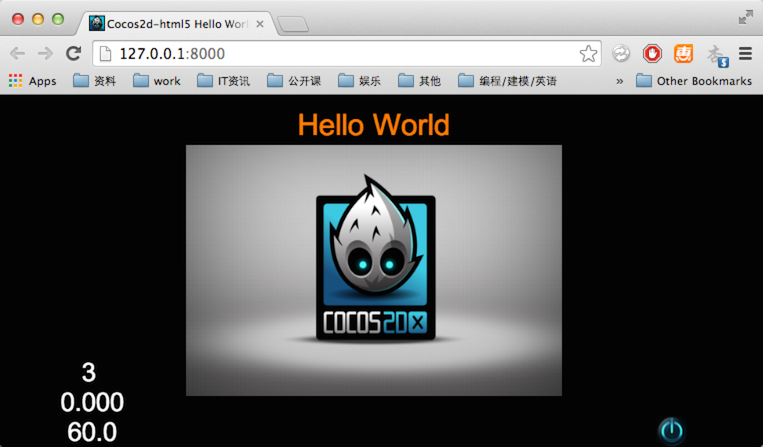 Cocos2d-html5 Hello Worl
127.0.0.1:8000
Apps 资料 work IT资讯 公开课 娱乐 其他 编程/建模/英语 » Other Bookmarks
Hello World
COCOS2DX
3
0.000
60.0